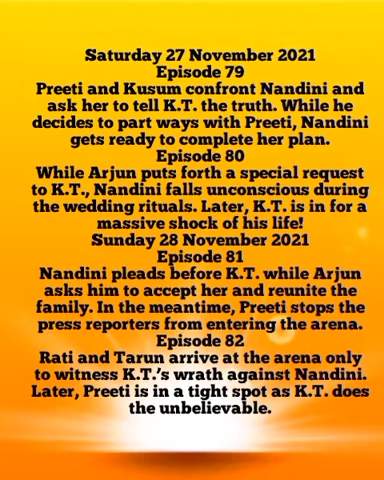 Saturday 27 November 2021
Episode 79
Preeti and Kusum confront Nandini and
ask her to tell K.T. the truth. While he
decides to part ways with Preeti, Nandini
gets ready to complete her plan.
Episode 80
While Arjun puts forth a special request
to K.T., Nandini falls unconscious during
the wedding rituals. Later, K.T. is in for a
massive shock of his life!
Sunday 28 November 2021
Episode 81
Nandini pleads before K.T. while Arjun
asks him to accept her and reunite the
family. In the meantime, Preeti stops the
press reporters from entering the arena.
Episode 82
Rati and Tarun arrive at the arena only
to witness K.T.’s wrath against Nandini.
Later, Preeti is in a tight spot as K.T. does
the unbelievable.